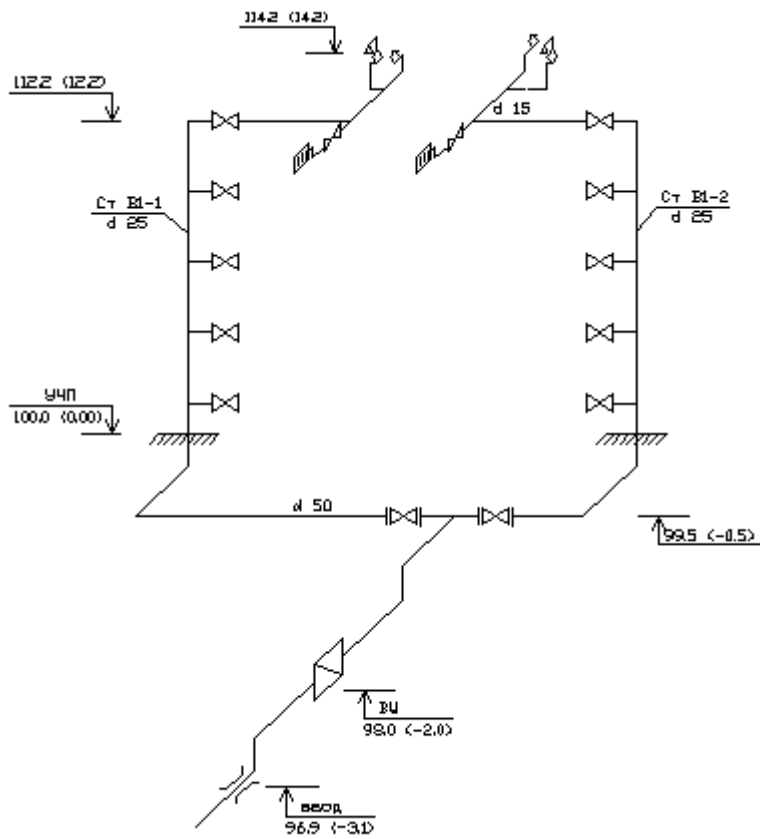 114.2 (14.2)
112.2 (12.2)
d 15
Ст В1-1
d 25
Ст В1-2
d 25
УЧП
100.0 (0.00)
d 50
99.5 (-0.5)
ВУ
98.0 (-2.0)
ввод
96.9 (-3.1)